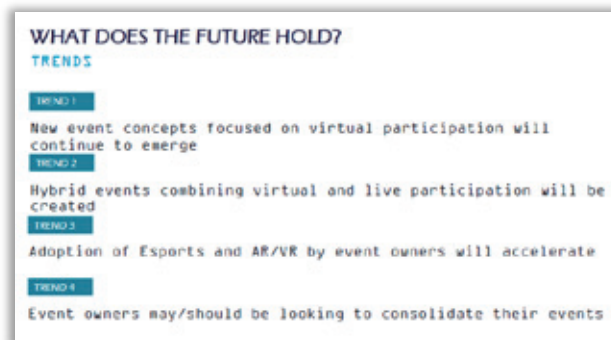 WHAT DOES THE FUTURE HOLD?
TRENDS
TREND 1
New event concepts focused on virtual participation will
continue to emerge
TREND 2
Hybrid events combining virtual and live participation will be
created
TREND 3
Adoption of Esports and AR/VR by event owners will accelerate
TREND 4
Event owners may/should be looking to consolidate their events